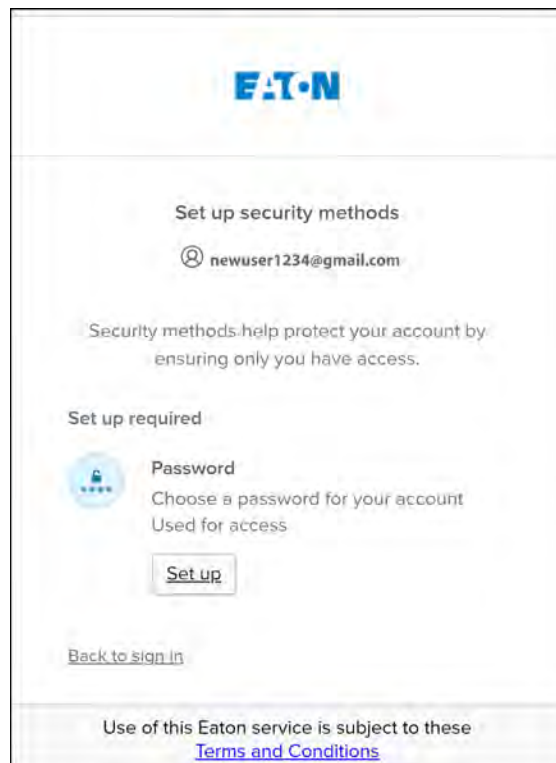 EATON
Set up security methods
newuser1234@gmail.com
Security methods help protect your account by
ensuring only you have access.
Set up required
Password
Choose a password for your account
Used for access
Set up
Back to sign in
Use of this Eaton service is subject to these
Terms and Conditions